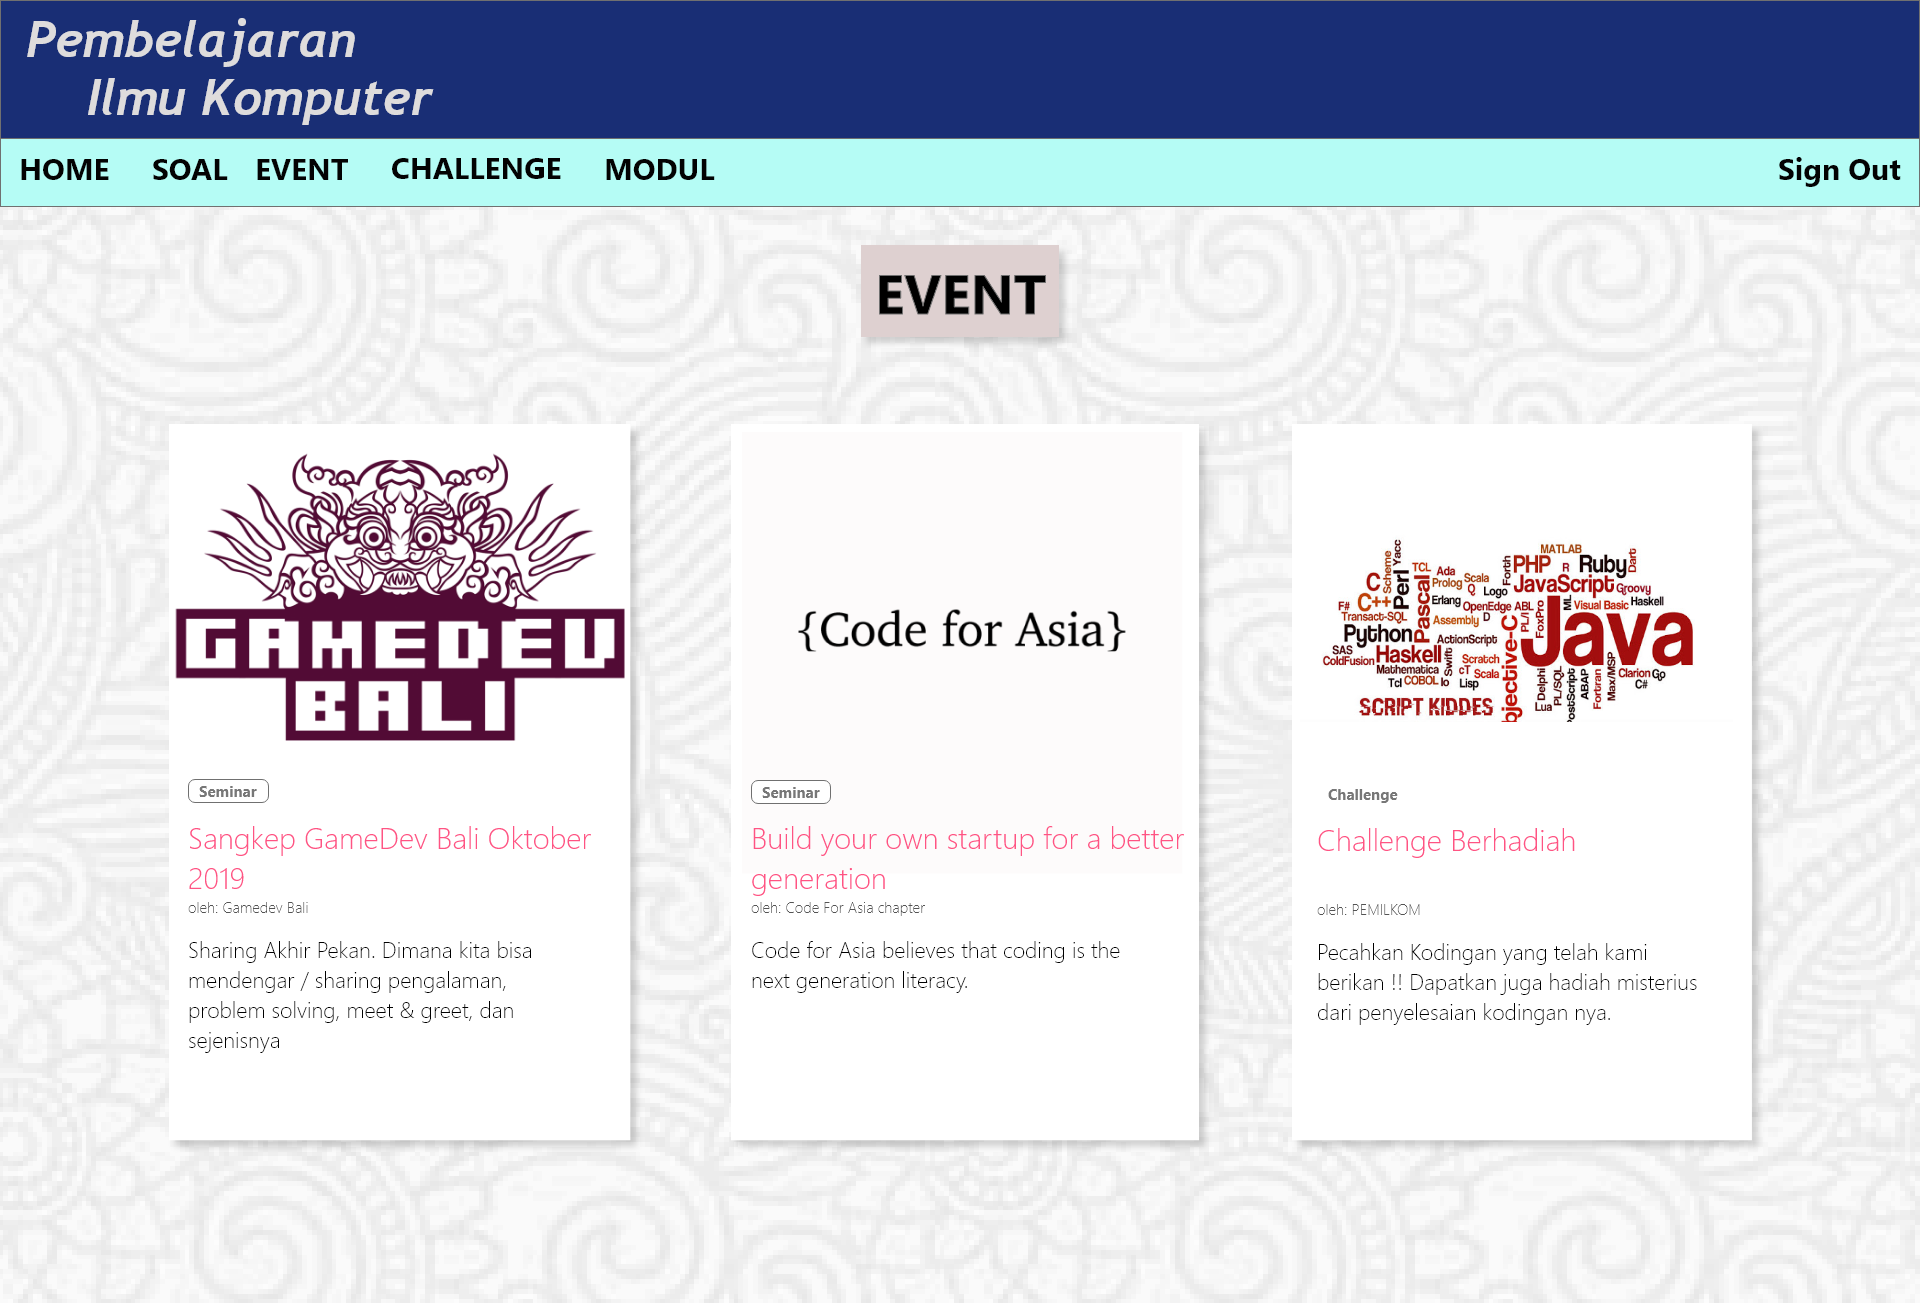 Pembelajaran
Ilmu Komputer
HOME SOAL EVENT CHALLENGE MODUL Sign Out
EVENT
GAMEDEV
BALI
Seminar
Sangkep GameDev Bali Oktober
2019
oleh: Gamedev Bali
Sharing Akhir Pekan. Dimana kita bisa
mendengar / sharing pengalaman,
problem solving, meet & greet, dan
sejenisnya
{Code for Asia}
Seminar
Build your own startup for a better
generation
oleh: Code For Asia chapter
Code for Asia believes that coding is the
next generation literacy.
MATLAB
Yacc
Scheme
Forth
PHP
R
Ruby
Dart
C
Perl
TCL
Ada
Prolog
Scala
Q
Logo
JavaScript
Groovy
F#
C++
Pascal
Erlang
OpenEdge ABL
ML
Visual Basic
Haskell
Transact-SQL
Assembly
D
PL/I
FoxPro
Java
Python
ActionScript
SAS
ColdFusion
Haskell
Swift
Scratch
Mathematica
cT
Scala
Tcl
COBOL
Io
Lisp
bjective-C
Delphi
PL/SQL
PostScript
ABAP
Fortran
Max/MSP
Clarion
Go
C#
Lua
SCRIPT KIDDES
Challenge
Challenge Berhadiah
oleh: PEMILKOM
Pecahkan Kodingan yang telah kami
berikan !! Dapatkan juga hadiah misterius
dari penyelesaian kodingan nya.